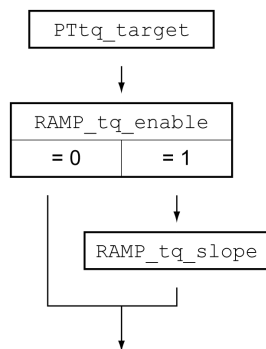 PTtq_target
RAMP_tq_enable
= 0 = 1
RAMP_tq_slope